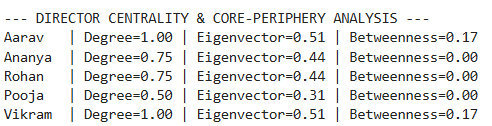 --- DIRECTOR CENTRALITY & CORE-PERIPHERY ANALYSIS ---
Aarav   | Degree=1.00 | Eigenvector=0.51 | Betweenness=0.17
Ananya  | Degree=0.75 | Eigenvector=0.44 | Betweenness=0.00
Rohan   | Degree=0.75 | Eigenvector=0.44 | Betweenness=0.00
Pooja   | Degree=0.50 | Eigenvector=0.31 | Betweenness=0.00
Vikram  | Degree=1.00 | Eigenvector=0.51 | Betweenness=0.17